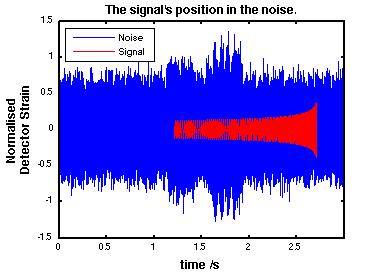 The signal's position in the noise.
1.5
1
0.5
0
-0.5
-1
-1.5
Normalised
Detector Strain
Noise
Signal
0 0.5 1 1.5 2 2.5
time /s